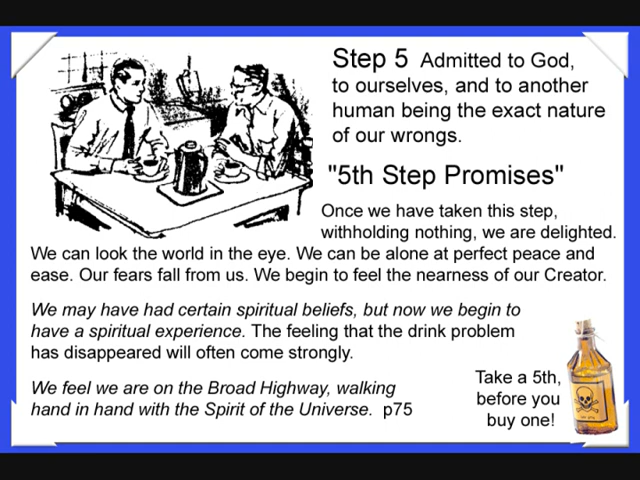 Step 5 Admitted to God,
to ourselves, and to another
human being the exact nature
of our wrongs.
"5th Step Promises"
Once we have taken this step,
withholding nothing, we are delighted.
We can look the world in the eye. We can be alone at perfect peace and
ease. Our fears fall from us. We begin to feel the nearness of our Creator.
We may have had certain spiritual beliefs, but now we begin to
have a spiritual experience. The feeling that the drink problem
has disappeared will often come strongly.
We feel we are on the Broad Highway, walking
hand in hand with the Spirit of the Universe. p75
Take a 5th,
before you
buy one!